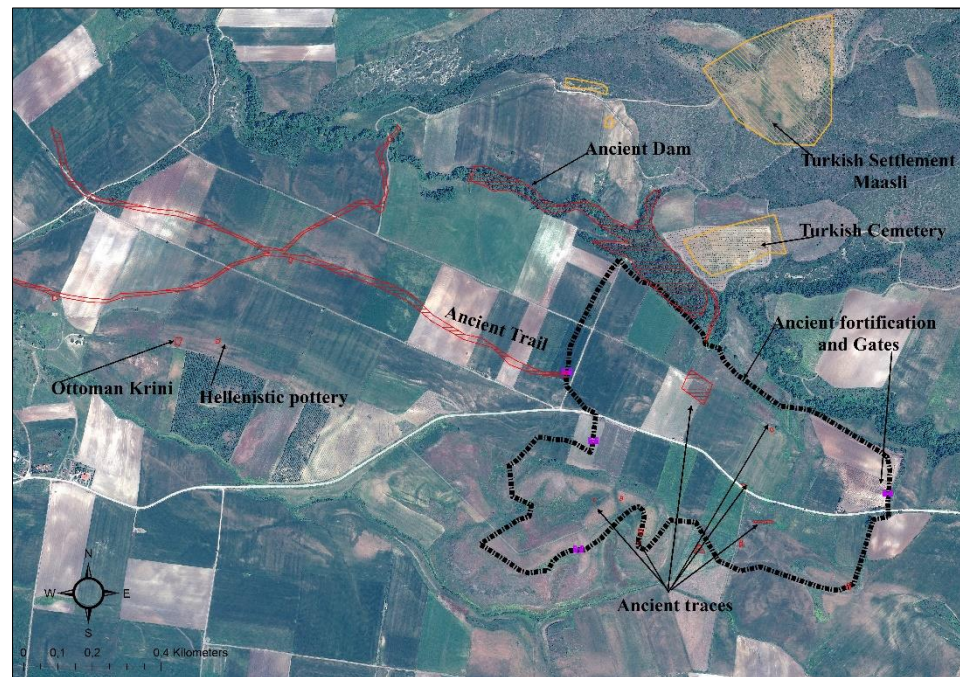 Ancient Dam
Turkish Settlement
Maasli
Turkish Cemetery
Ancient Trail
Ancient fortification
and Gates
Ottoman Krini
Hellenistic pottery
Ancient traces
N
W E
S
0 0,1 0,2 0,4 Kilometers